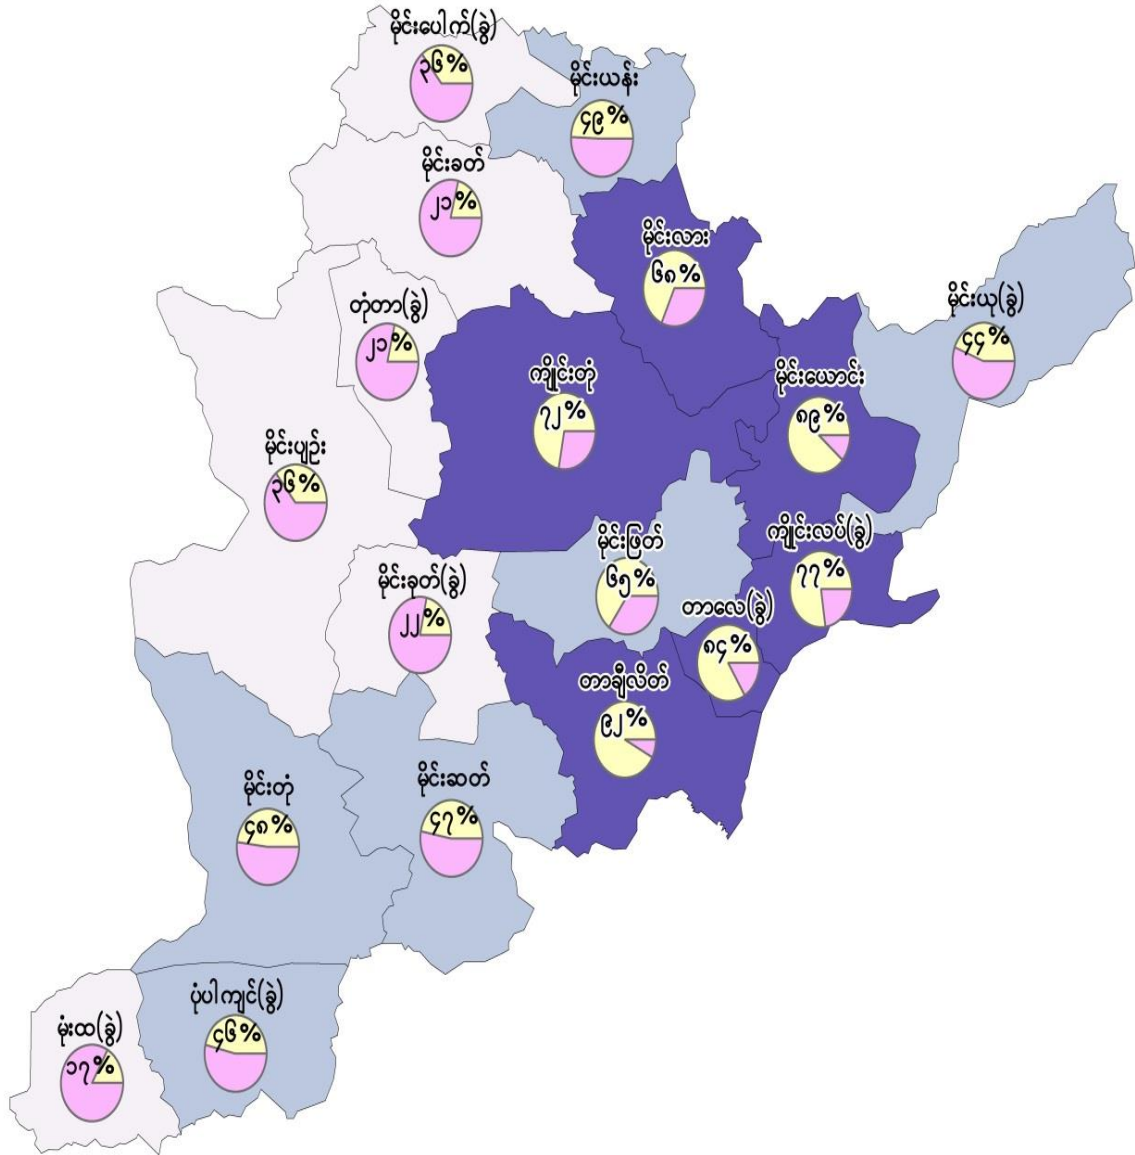 မိုင်းပေါက်(ခွဲ)
၃၆%
မိုင်းယန်း
၄၉%
မိုင်းခတ်
၂၁%
မိုင်းလား
၆၈%
တုံတာ(ခွဲ)
၂၁%
မိုင်းယု(ခွဲ)
၄၄%
ကျိုင်းတုံ
၇၂%
မိုင်းယောင်း
၈၉%
မိုင်းပျဉ်း
၃၆%
မိုင်းဖြတ်
၆၅%
ကျိုင်းလပ်(ခွဲ)
၇၇%
မိုင်းခုတ်(ခွဲ)
၂၂%
တာလေ(ခွဲ)
၈၄%
တာချီလိတ်
၉၂%
မိုင်းတုံ
၄၈%
မိုင်းဆတ်
၄၇%
ပုံပါကျင်(ခွဲ)
၄၆%
မုံးထ(ခွဲ)
၁၇%